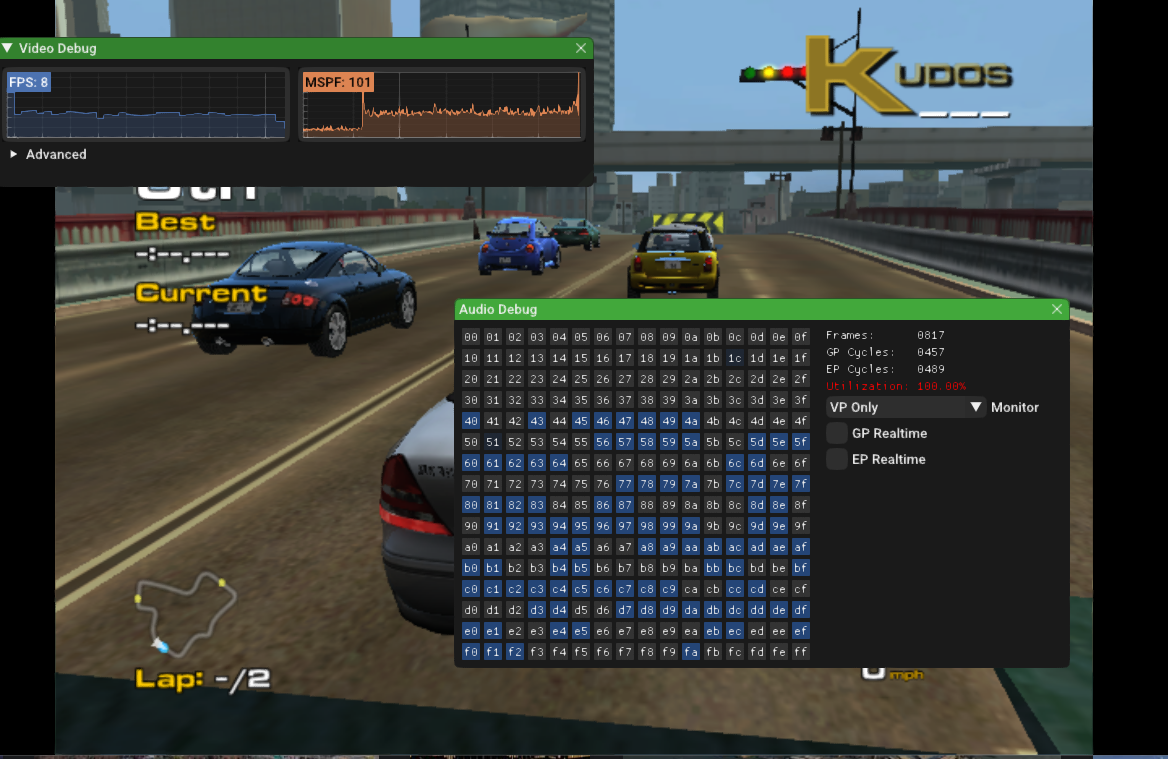 Video Debug
FPS: 8
MSPF: 101
Advanced
KUDOS
Best
-:--.---
Current
-:--.---
Audio Debug
00 01 02 03 04 05 06 07 08 09 0a 0b 0c 0d 0e 0f
10 11 12 13 14 15 16 17 18 19 1a 1b 1c 1d 1e 1f
20 21 22 23 24 25 26 27 28 29 2a 2b 2c 2d 2e 2f
30 31 32 33 34 35 36 37 38 39 3a 3b 3c 3d 3e 3f
40 41 42 43 44 45 46 47 48 49 4a 4b 4c 4d 4e 4f
50 51 52 53 54 55 56 57 58 59 5a 5b 5c 5d 5e 5f
60 61 62 63 64 65 66 67 68 69 6a 6b 6c 6d 6e 6f
70 71 72 73 74 75 76 77 78 79 7a 7b 7c 7d 7e 7f
80 81 82 83 84 85 86 87 88 89 8a 8b 8c 8d 8e 8f
90 91 92 93 94 95 96 97 98 99 9a 9b 9c 9d 9e 9f
a0 a1 a2 a3 a4 a5 a6 a7 a8 a9 aa ab ac ad ae af
b0 b1 b2 b3 b4 b5 b6 b7 b8 b9 ba bb bc bd be bf
c0 c1 c2 c3 c4 c5 c6 c7 c8 c9 ca cb cc cd ce cf
d0 d1 d2 d3 d4 d5 d6 d7 d8 d9 da db dc dd de df
e0 e1 e2 e3 e4 e5 e6 e7 e8 e9 ea eb ec ed ee ef
f0 f1 f2 f3 f4 f5 f6 f7 f8 f9 fa fb fc fd fe ff
Frames: 0817
GP Cycles: 0457
EP Cycles: 0489
Utilization: 100.00%
VP Only Monitor
GP Realtime
EP Realtime
Lap: -/2
0 mph